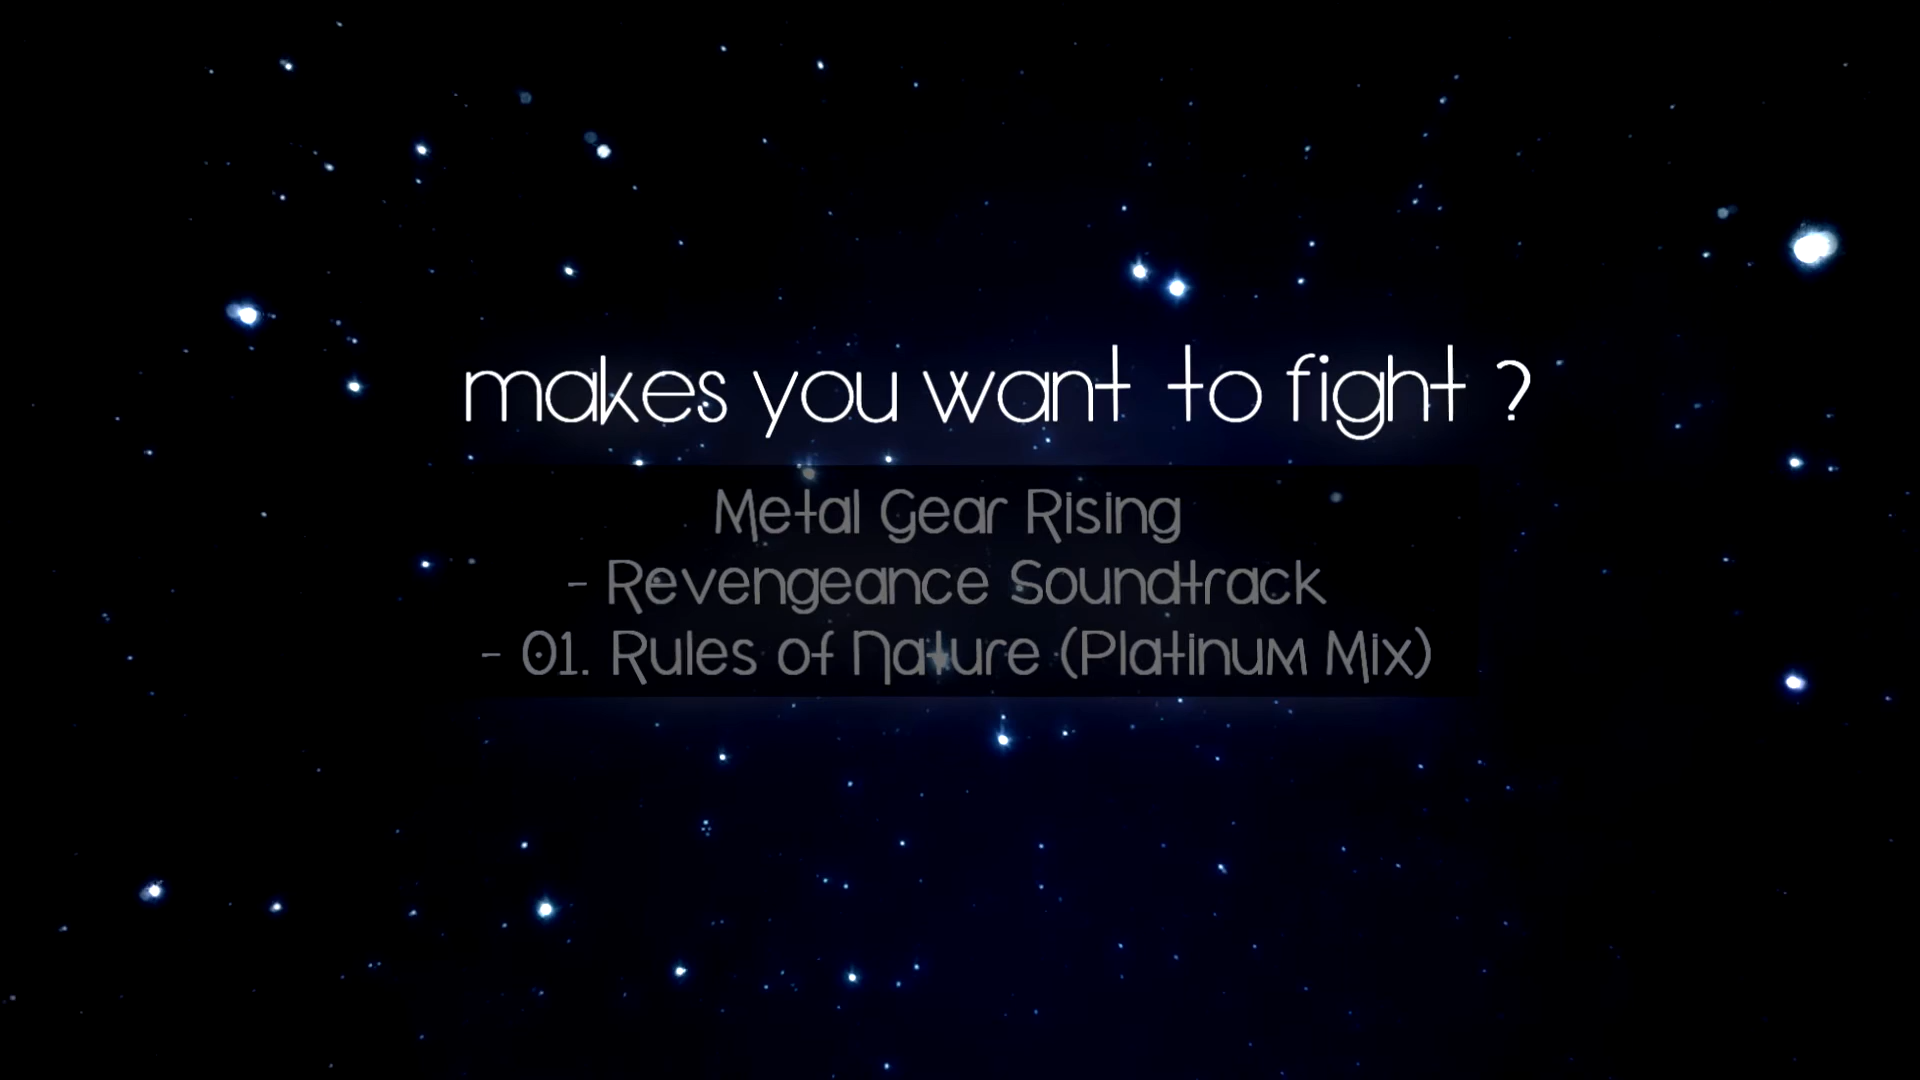 makes you want to fight ?
Metal Gear Rising
- Revengeance Soundtrack
- 01. Rules of Nature (Platinum Mix)